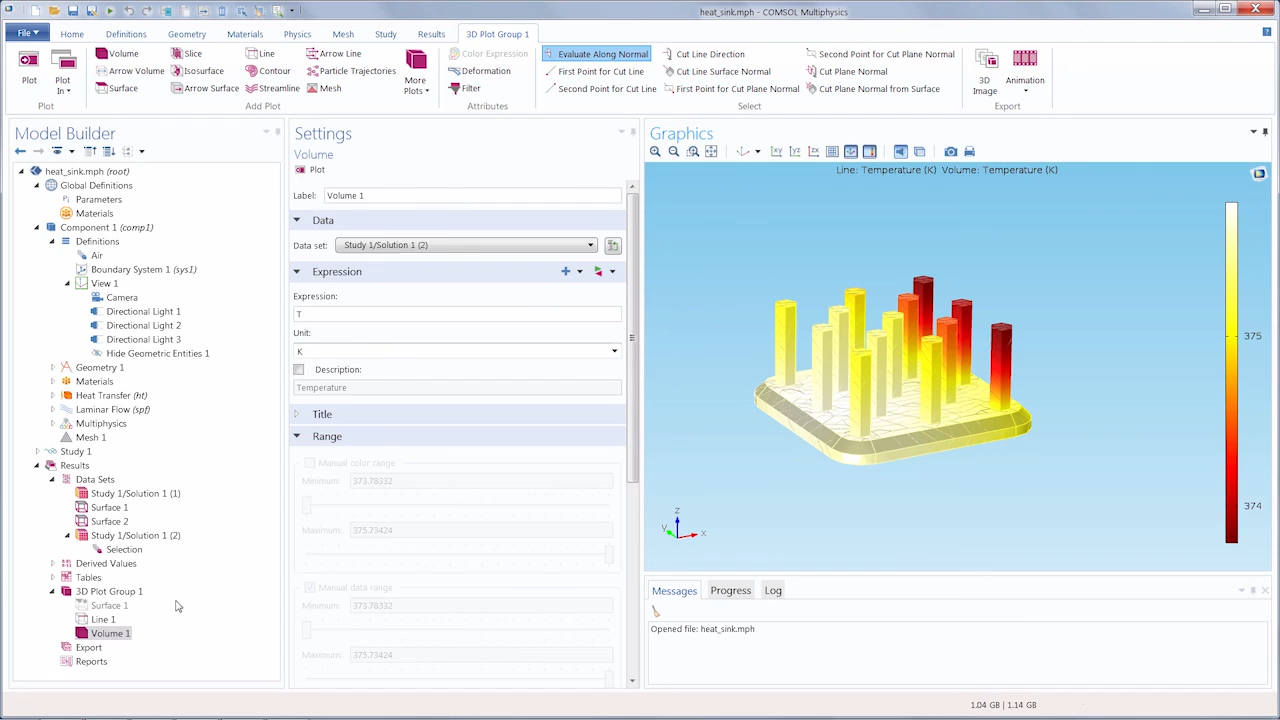 heat_sink.mph - COMSOL Multiphysics
File Home Definitions Geometry Materials Physics Mesh Study Results 3D Plot Group 1
Plot
Plot In
Volume
Arrow Volume
Surface
Slice
Isosurface
Arrow Surface
Line
Contour
Streamline
Arrow Line
Particle Trajectories
Mesh
More Plots
Color Expression
Deformation
Filter
Evaluate Along Normal
First Point for Cut Line
Second Point for Cut Line
Cut Line Direction
Cut Line Surface Normal
First Point for Cut Plane Normal
Second Point for Cut Plane Normal
Cut Plane Normal
Cut Plane Normal from Surface
3D Image
Animation
Plot Add Plot Attributes Select Export
Model Builder
heat_sink.mph (root)
Global Definitions
Parameters
Materials
Component 1 (comp1)
Definitions
Air
Boundary System 1 (sys1)
View 1
Camera
Directional Light 1
Directional Light 2
Directional Light 3
Hide Geometric Entities 1
Geometry 1
Materials
Heat Transfer (ht)
Laminar Flow (spf)
Multiphysics
Mesh 1
Study 1
Results
Data Sets
Study 1/Solution 1 (1)
Surface 1
Surface 2
Study 1/Solution 1 (2)
Selection
Derived Values
Tables
3D Plot Group 1
Surface 1
Line 1
Volume 1
Export
Reports
Settings
Volume
Plot
Label: Volume 1
Data
Data set: Study 1/Solution 1 (2)
Expression
Expression:
T
Unit:
K
Description:
Temperature
Title
Range
Manual color range
Minimum: 373.78332
Maximum: 375.73424
Manual data range
Minimum: 373.78332
Maximum: 375.73424
Graphics
xy yz zx
Line: Temperature (K) Volume: Temperature (K)
375
374
z
y
x
Messages Progress Log
Opened file: heat_sink.mph
1.04 GB | 1.14 GB